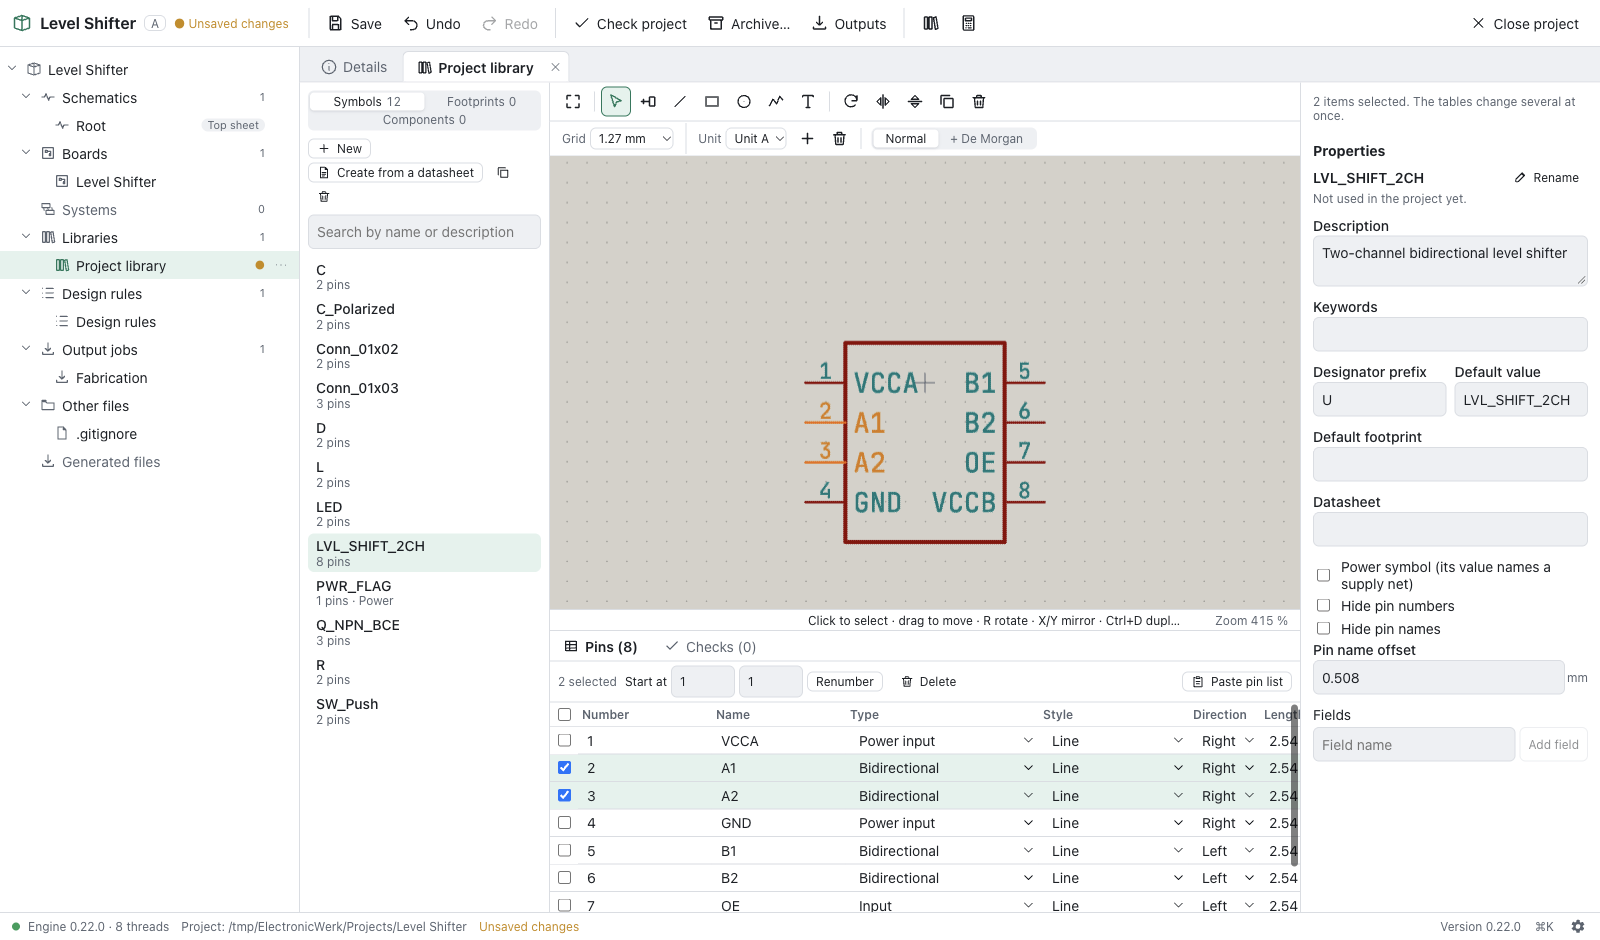 Level Shifter A Unsaved changes Save Undo Redo Check project Archive... Outputs Close project
Level Shifter
Schematics 1
Root Top sheet
Boards 1
Level Shifter
Systems 0
Libraries 1
Project library
Design rules 1
Design rules
Output jobs 1
Fabrication
Other files
.gitignore
Generated files
Details Project library
Symbols 12 Footprints 0
Components 0
New
Create from a datasheet
Search by name or description
C
2 pins
C_Polarized
2 pins
Conn_01x02
2 pins
Conn_01x03
3 pins
D
2 pins
L
2 pins
LED
2 pins
LVL_SHIFT_2CH
8 pins
PWR_FLAG
1 pins · Power
Q_NPN_BCE
3 pins
R
2 pins
SW_Push
2 pins
Grid 1.27 mm Unit Unit A Normal + De Morgan
1 VCCA B1 5
2 A1 B2 6
3 A2 OE 7
4 GND VCCB 8
Click to select · drag to move · R rotate · X/Y mirror · Ctrl+D dupl... Zoom 415 %
Pins (8) Checks (0)
2 selected Start at 1 1 Renumber Delete Paste pin list
Number Name Type Style Direction Lengt
1 VCCA Power input Line Right 2.54
2 A1 Bidirectional Line Right 2.54
3 A2 Bidirectional Line Right 2.54
4 GND Power input Line Right 2.54
5 B1 Bidirectional Line Left 2.54
6 B2 Bidirectional Line Left 2.54
7 OE Input Line Left 2.54
2 items selected. The tables change several at
once.
Properties
LVL_SHIFT_2CH Rename
Not used in the project yet.
Description
Two-channel bidirectional level shifter
Keywords
Designator prefix Default value
U LVL_SHIFT_2CH
Default footprint
Datasheet
Power symbol (its value names a
supply net)
Hide pin numbers
Hide pin names
Pin name offset
0.508 mm
Fields
Field name Add field
Engine 0.22.0 · 8 threads Project: /tmp/ElectronicWerk/Projects/Level Shifter Unsaved changes Version 0.22.0 ⌘K